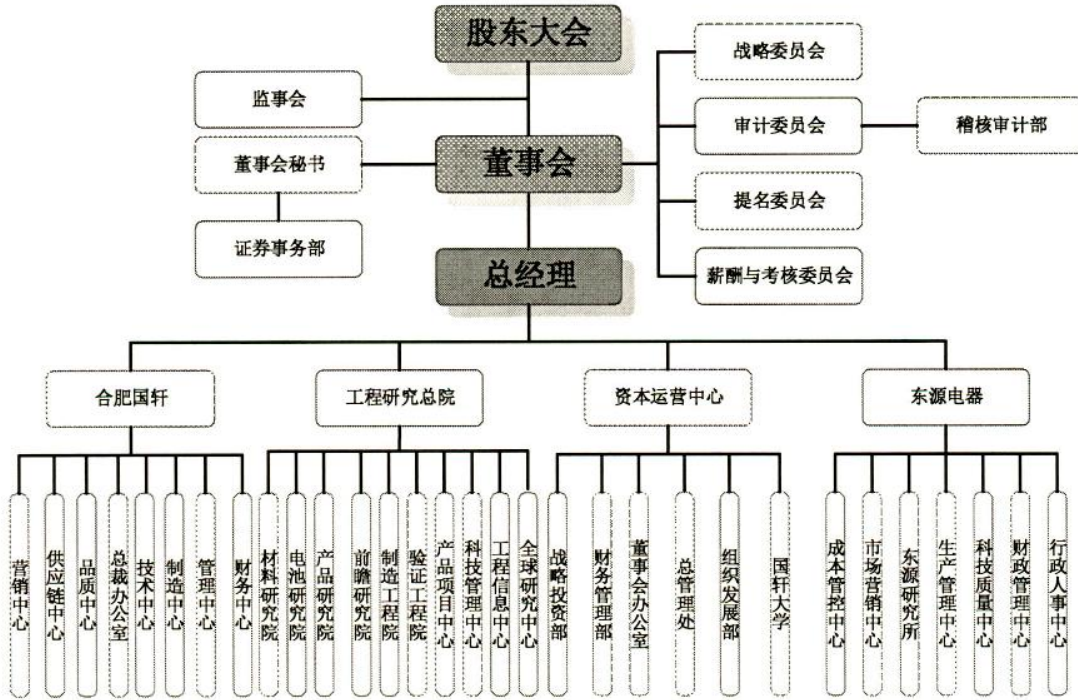 股东大会
战略委员会
监事会
审计委员会
稽核审计部
董事会秘书
董事会
提名委员会
证券事务部
总经理
薪酬与考核委员会
合肥国轩
工程研究总院
资本运营中心
东源电器
营销中心
供应链中心
品质中心
总裁办公室
技术中心
制造中心
管理中心
财务中心
材料研究院
电池研究院
产品研究院
前瞻研究院
制造工程院
验证工程院
产品项目中心
科技管理中心
工程信息中心
全球研究中心
战略投资部
财务管理部
董事会办公室
总管理处
组织发展部
国轩大学
成本管控中心
市场营销中心
东源研究所
生产管理中心
科技质量中心
财政管理中心
行政人事中心